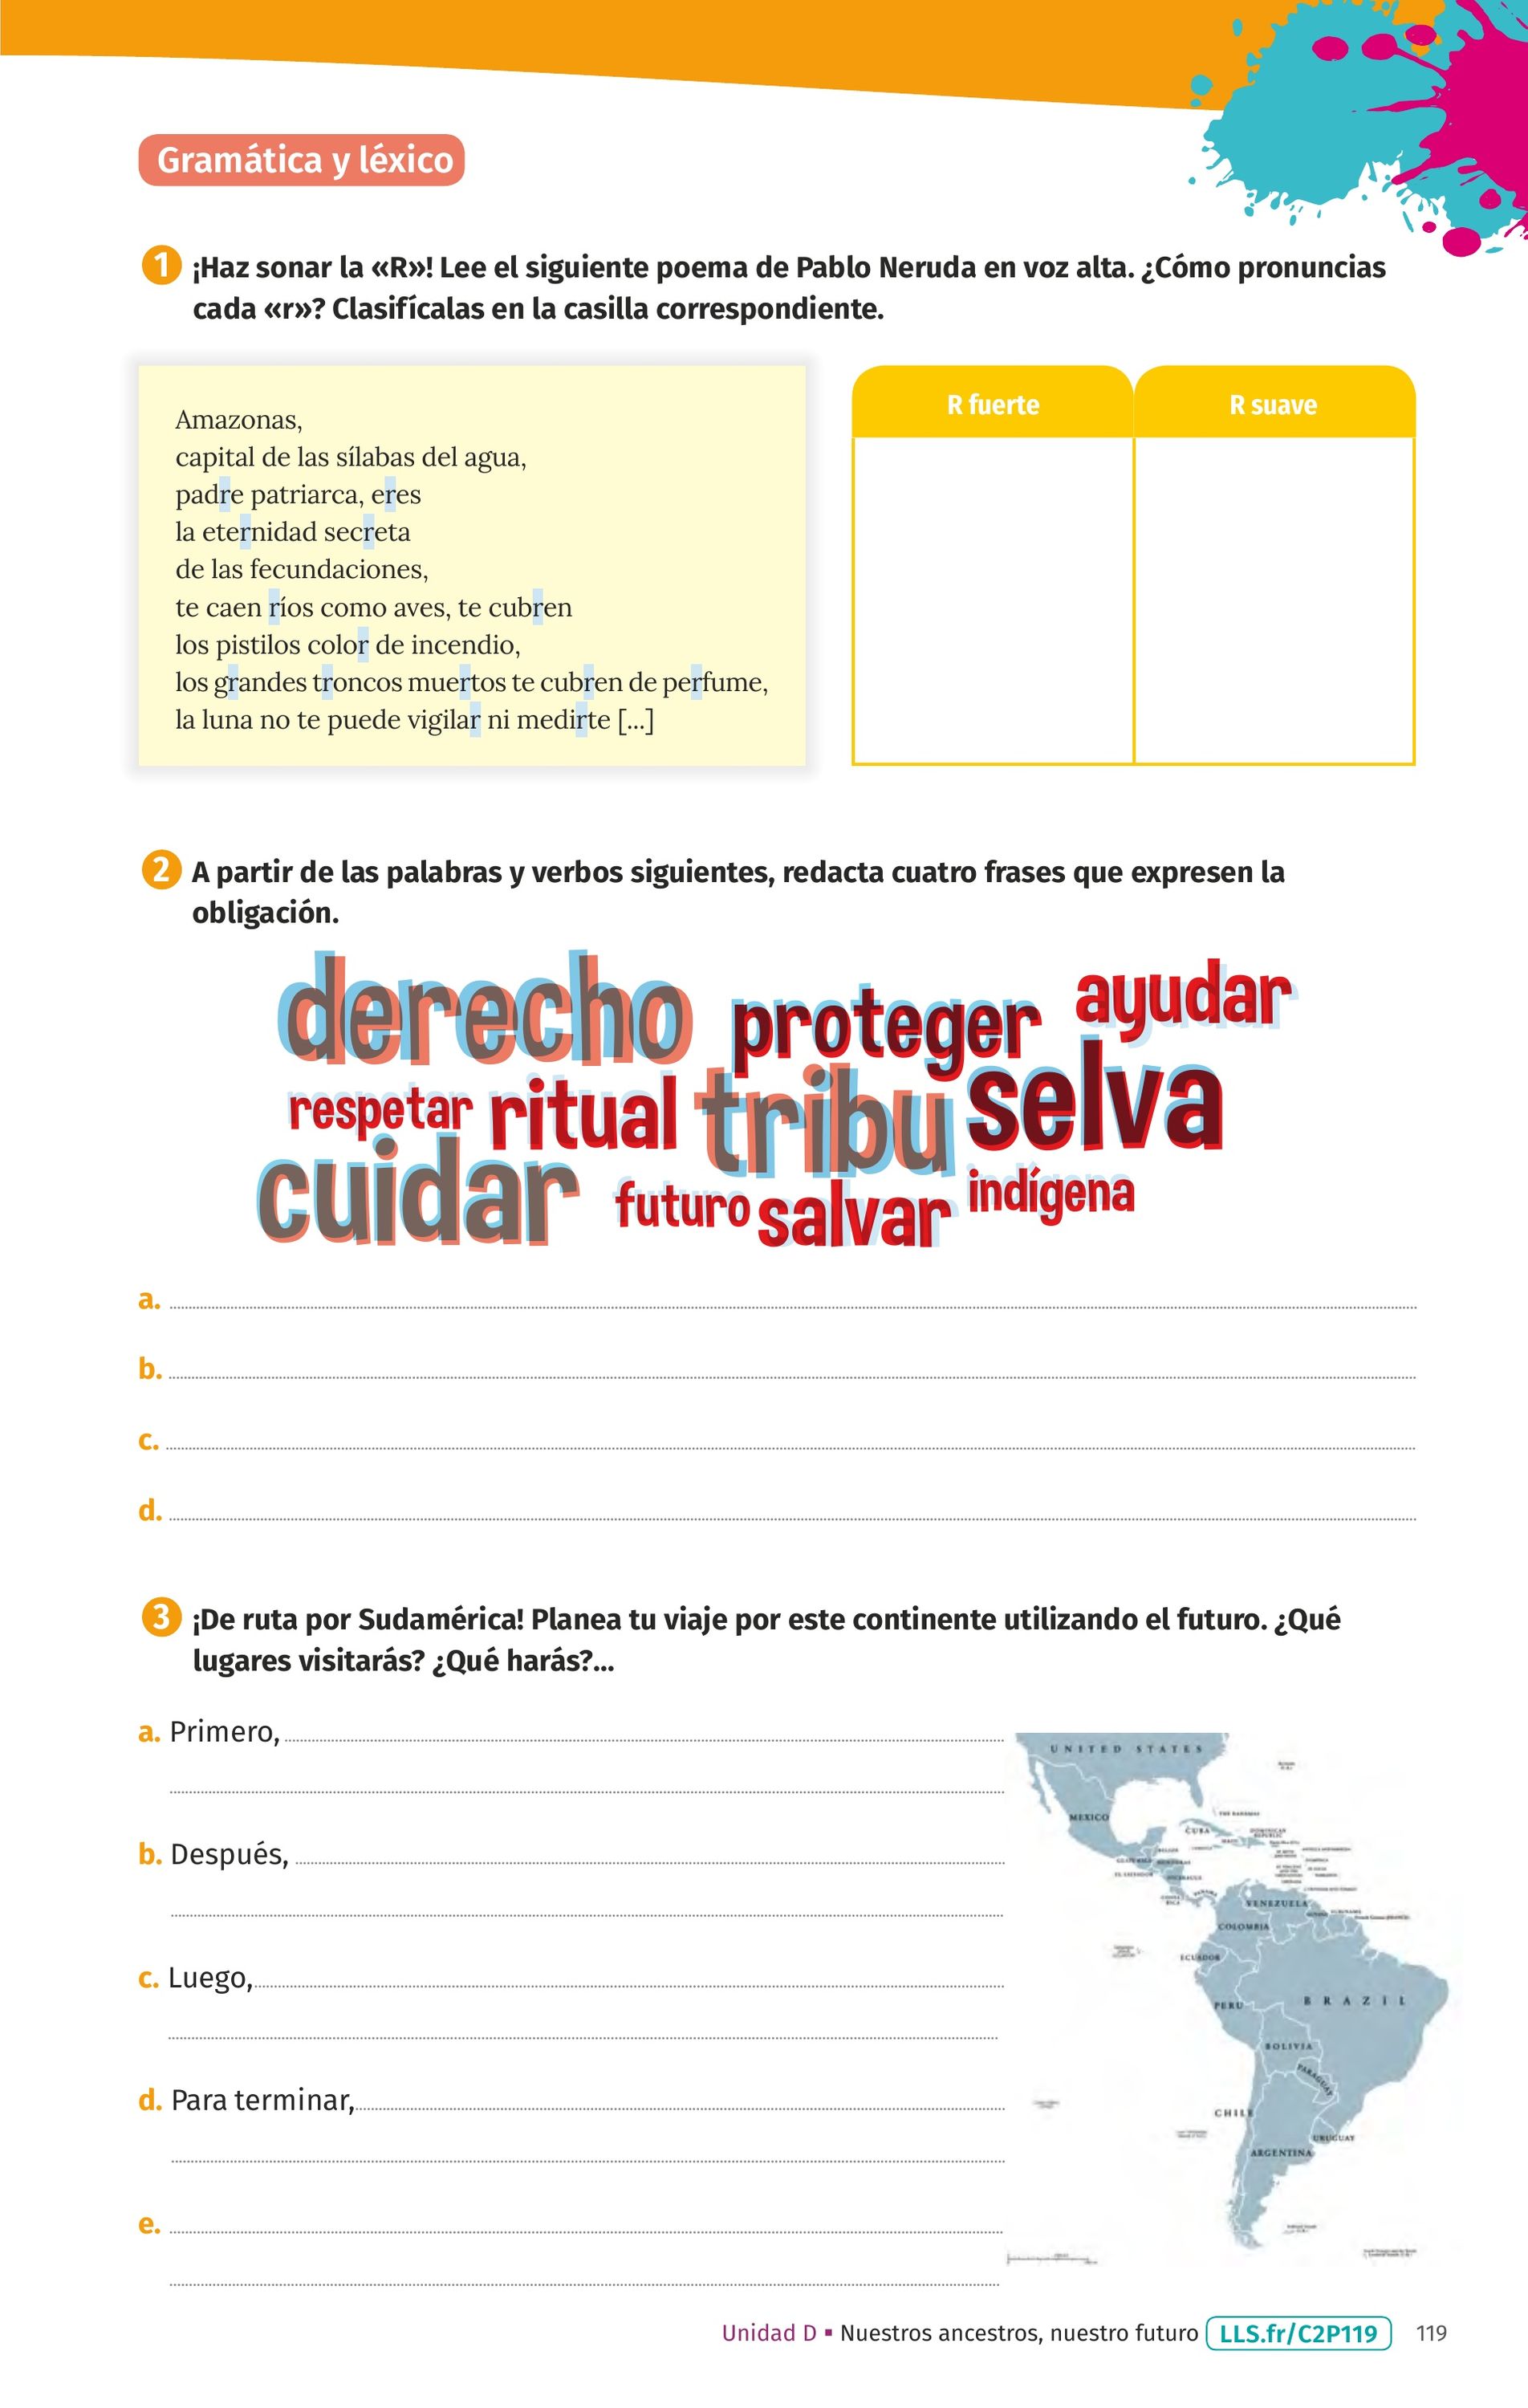 Gramática y léxico
1 ¡Haz sonar la «R»! Lee el siguiente poema de Pablo Neruda en voz alta. ¿Cómo pronuncias
cada «r»? Clasifícalas en la casilla correspondiente.
Amazonas,
capital de las sílabas del agua,
padre patriarca, eres
la eternidad secreta
de las fecundaciones,
te caen ríos como aves, te cubren
los pistilos color de incendio,
los grandes troncos muertos te cubren de perfume,
la luna no te puede vigilar ni medirte [...]
R fuerte
R suave
2 A partir de las palabras y verbos siguientes, redacta cuatro frases que expresen la
obligación.
derecho proteger ayudar
respetar ritual tribu selva
cuidar futuro salvar indígena
a.
b.
c.
d.
3 ¡De ruta por Sudamérica! Planea tu viaje por este continente utilizando el futuro. ¿Qué
lugares visitarás? ¿Qué harás?...
a. Primero,
b. Después,
c. Luego,
d. Para terminar,
e.
UNITED STATES
MEXICO
THE BAHAMAS
CUBA
VENEZUELA
COLOMBIA
ECUADOR
PERU
BRAZIL
BOLIVIA
PARAGUAY
CHILE
URUGUAY
ARGENTINA
Unidad D ▪ Nuestros ancestros, nuestro futuro LLS.fr/C2P119 119